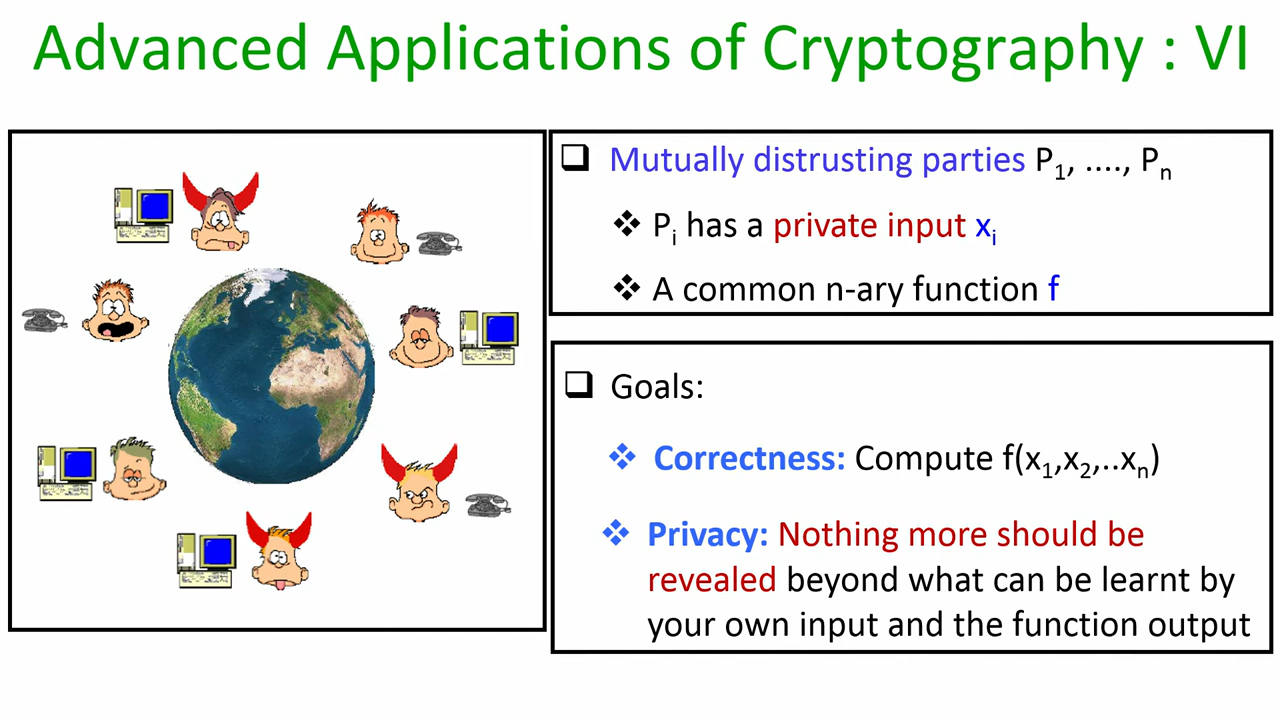 Advanced Applications of Cryptography : VI
❑ Mutually distrusting parties P₁, ...., Pₙ
❖ Pᵢ has a private input xᵢ
❖ A common n-ary function f
❑ Goals:
❖ Correctness: Compute f(x₁,x₂,..xₙ)
❖ Privacy: Nothing more should be
revealed beyond what can be learnt by
your own input and the function output